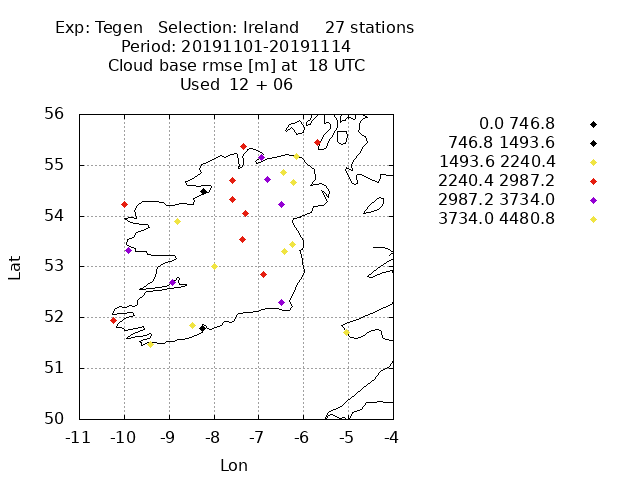 Exp: Tegen   Selection: Ireland     27 stations
Period: 20191101-20191114
Cloud base rmse [m] at  18 UTC
Used  12 + 06
0.0 746.8
746.8 1493.6
1493.6 2240.4
2240.4 2987.2
2987.2 3734.0
3734.0 4480.8
56
55
54
53
52
51
50
Lat
-11 -10 -9 -8 -7 -6 -5 -4
Lon